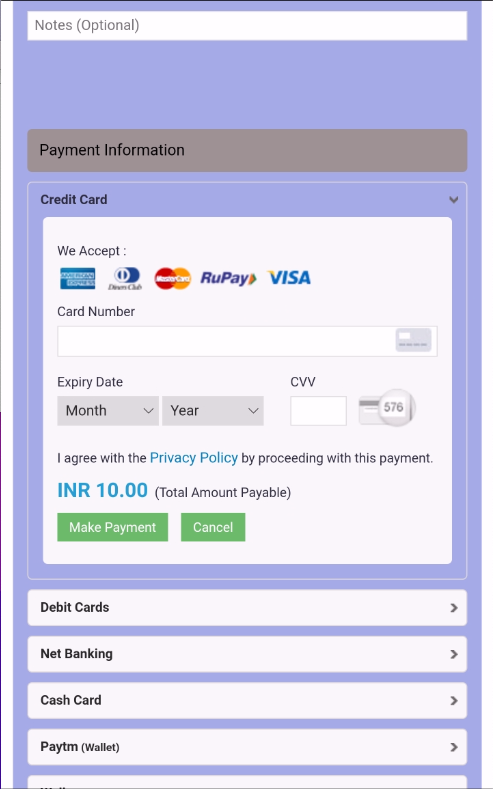 Notes (Optional)
Payment Information
Credit Card
We Accept :
AMERICAN EXPRESS Diners Club MasterCard RuPay VISA
Card Number
Expiry Date CVV
Month Year 576
I agree with the Privacy Policy by proceeding with this payment.
INR 10.00 (Total Amount Payable)
Make Payment Cancel
Debit Cards
Net Banking
Cash Card
Paytm (Wallet)